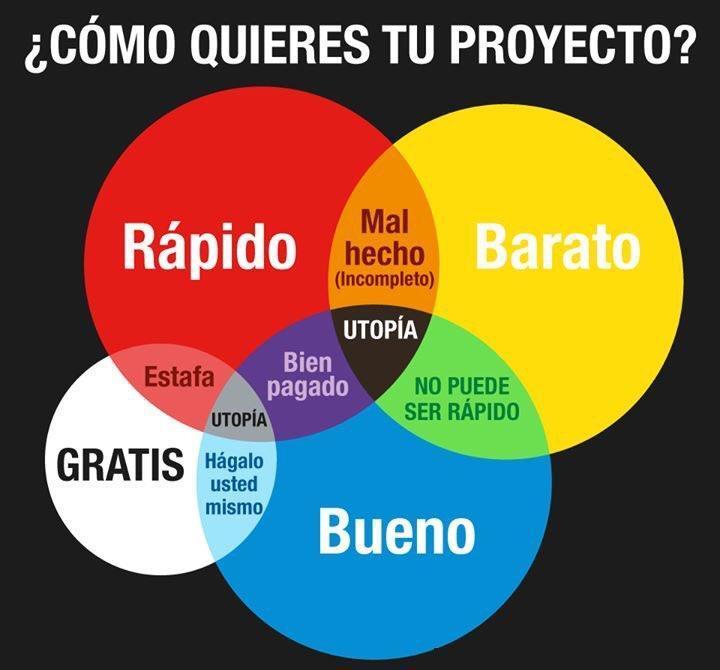 ¿CÓMO QUIERES TU PROYECTO?
Rápido
Mal
hecho
(Incompleto)
Barato
UTOPÍA
Estafa
Bien
pagado
NO PUEDE
SER RÁPIDO
UTOPÍA
GRATIS
Hágalo
usted
mismo
Bueno